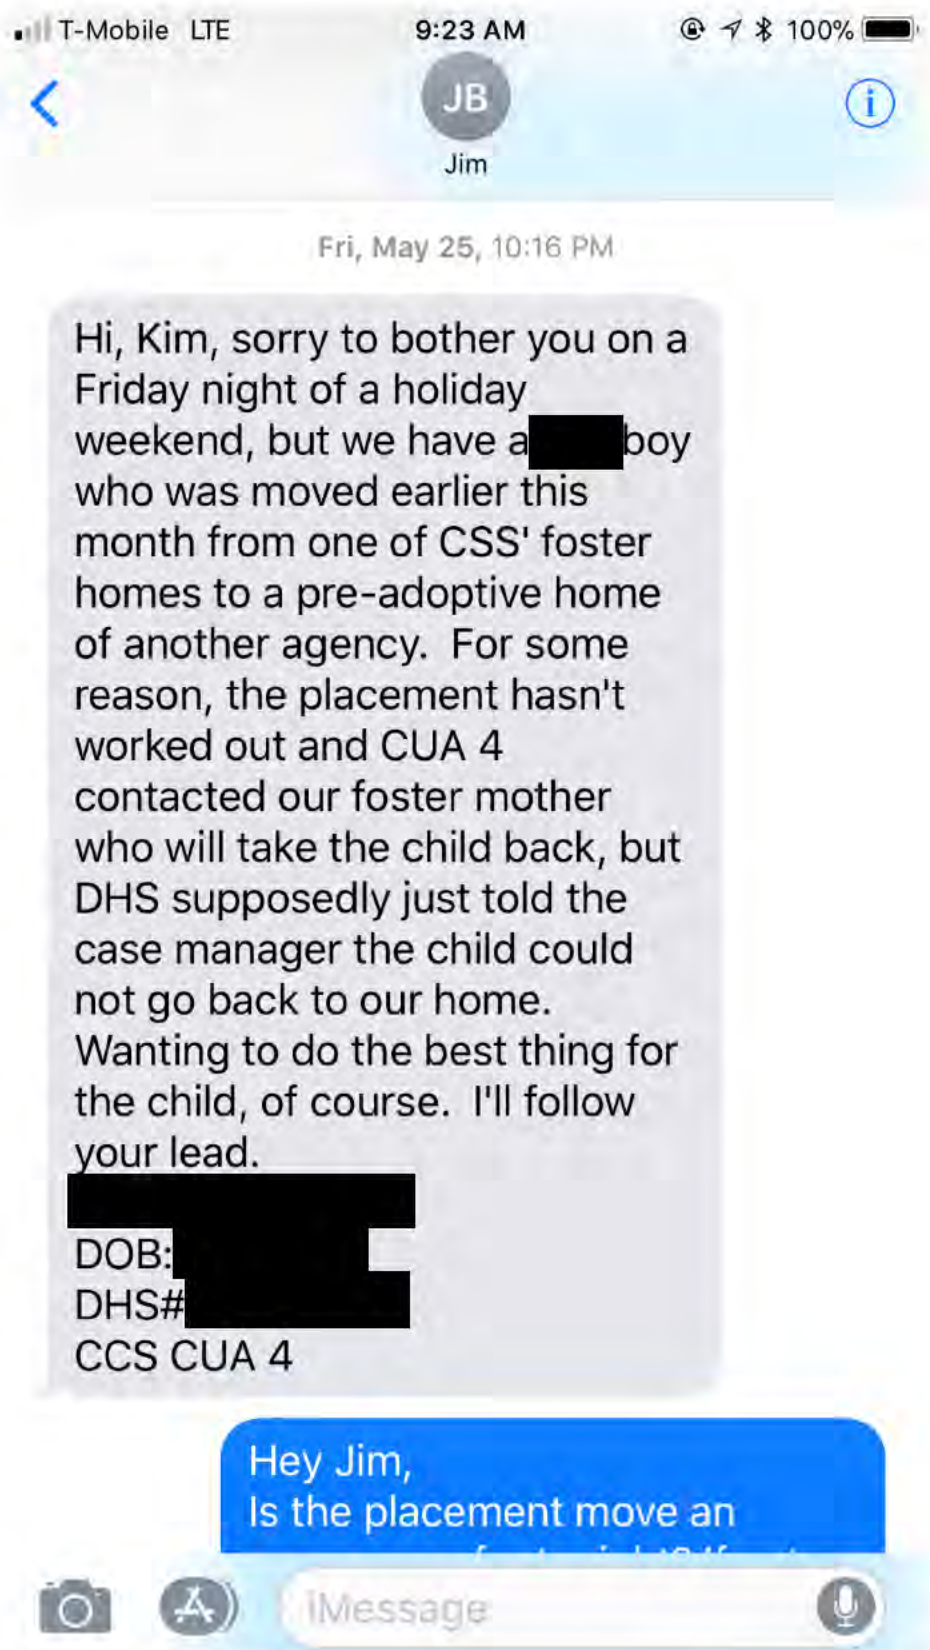 T-Mobile LTE 9:23 AM 100%
JB
Jim
Fri, May 25, 10:16 PM
Hi, Kim, sorry to bother you on a
Friday night of a holiday
weekend, but we have a boy
who was moved earlier this
month from one of CSS' foster
homes to a pre-adoptive home
of another agency.  For some
reason, the placement hasn't
worked out and CUA 4
contacted our foster mother
who will take the child back, but
DHS supposedly just told the
case manager the child could
not go back to our home.
Wanting to do the best thing for
the child, of course.  I'll follow
your lead.
DOB:
DHS#
CCS CUA 4
Hey Jim,
Is the placement move an
iMessage